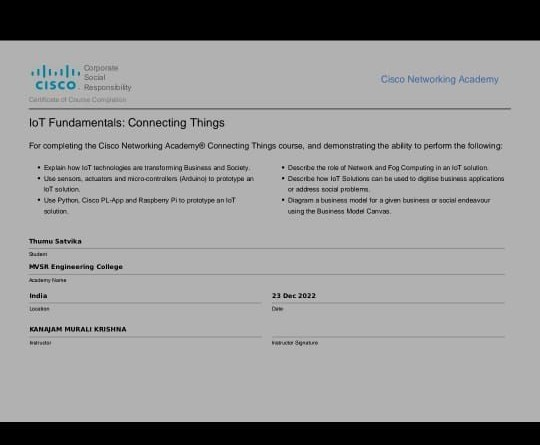 CISCO
Corporate
Social
Responsibility
Cisco Networking Academy
Certificate of Course Completion
IoT Fundamentals: Connecting Things
For completing the Cisco Networking Academy® Connecting Things course, and demonstrating the ability to perform the following:
• Explain how IoT technologies are transforming Business and Society.
• Use sensors, actuators and micro-controllers (Arduino) to prototype an
IoT solution.
• Use Python, Cisco PL-App and Raspberry Pi to prototype an IoT
solution.
• Describe the role of Network and Fog Computing in an IoT solution.
• Describe how IoT Solutions can be used to digitise business applications
or address social problems.
• Diagram a business model for a given business or social endeavour
using the Business Model Canvas.
Thumu Satvika
Student
MVSR Engineering College
Academy Name
India
Location
23 Dec 2022
Date
KANAJAM MURALI KRISHNA
Instructor
Instructor Signature